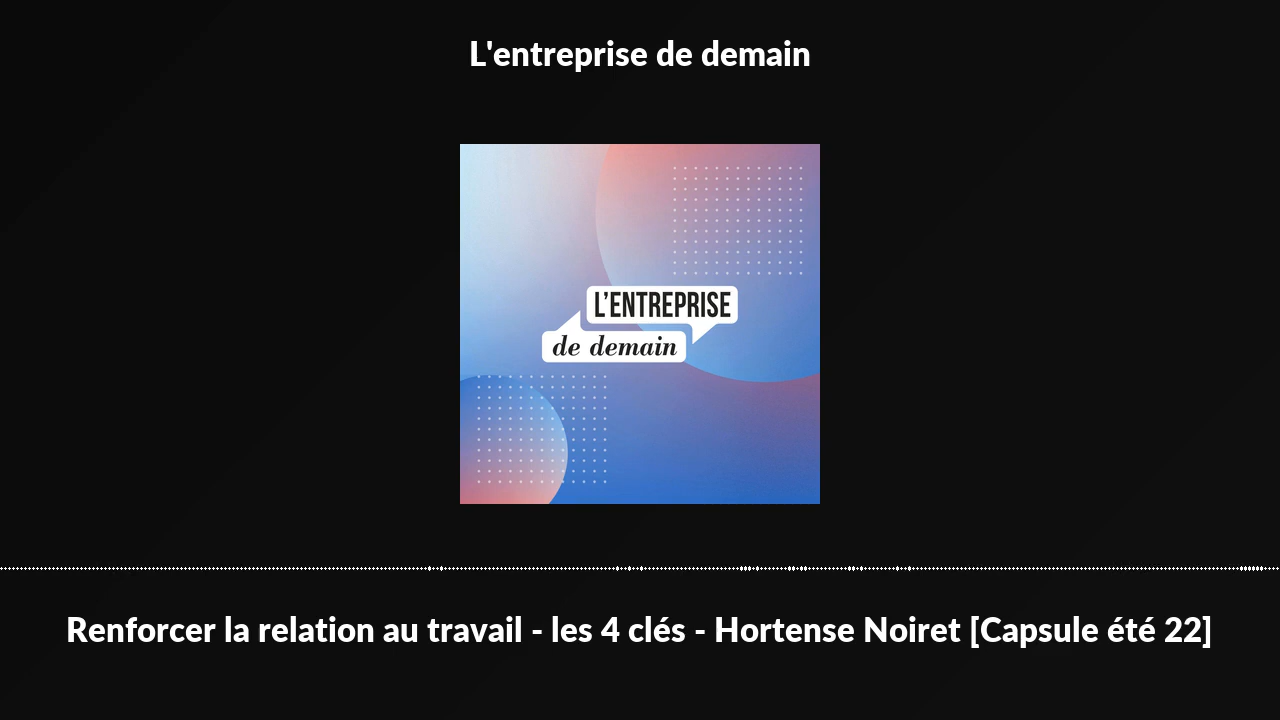 L'entreprise de demain
L’ENTREPRISE
de demain
Renforcer la relation au travail - les 4 clés - Hortense Noiret [Capsule été 22]